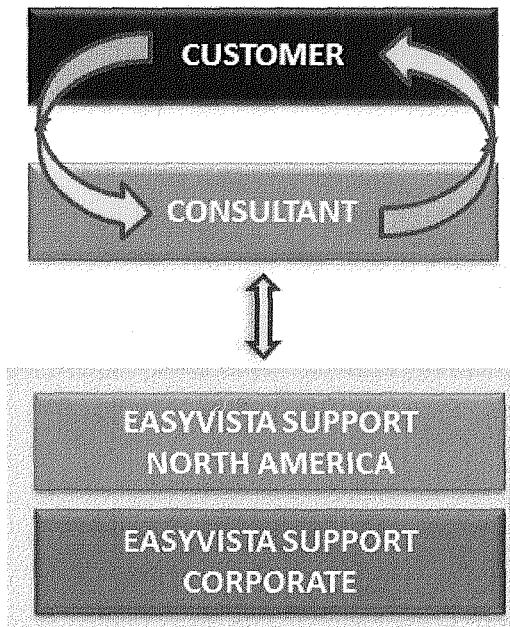 CUSTOMER
CONSULTANT
EASYVISTA SUPPORT
NORTH AMERICA
EASYVISTA SUPPORT
CORPORATE